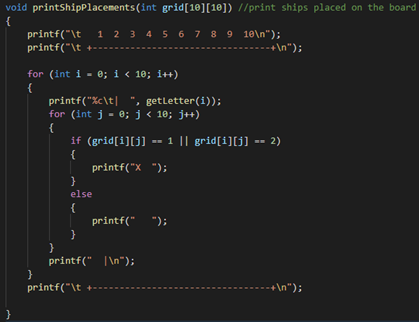 void printShipPlacements(int grid[10][10]) //print ships placed on the board
{
    printf("\t   1  2  3  4  5  6  7  8  9  10\n");
    printf("\t +--------------------------------+\n");

    for (int i = 0; i < 10; i++)
    {
        printf("%c\t|  ", getLetter(i));
        for (int j = 0; j < 10; j++)
        {
            if (grid[i][j] == 1 || grid[i][j] == 2)
            {
                printf("X  ");
            }
            else
            {
                printf("   ");
            }
        }
        printf("  |\n");
    }
    printf("\t +--------------------------------+\n");

}